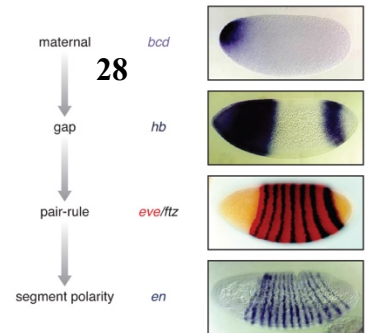 maternal bcd
28
gap hb
pair-rule eve/ftz
segment polarity en